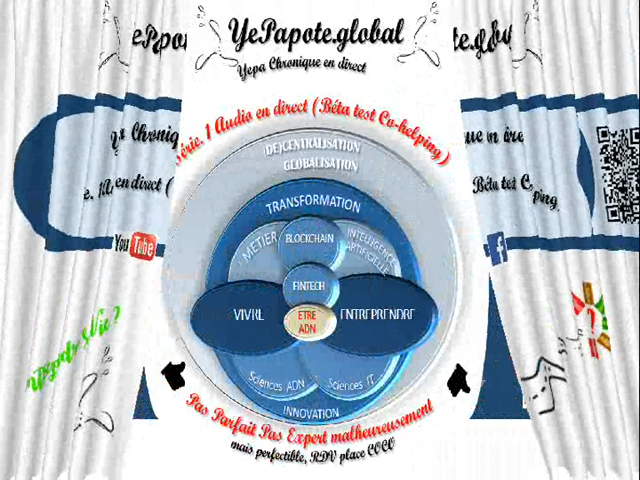 YePapote.global
Yepa Chronique en direct
Série. 1 Audio en direct (Béta test Co-helping)
(DE)CENTRALISATION
GLOBALISATION
TRANSFORMATION
METIER
BLOCKCHAIN
INTELLIGENCE
ARTIFICIELLE
FINTECH
VIVRE
ETRE
ADN
ENTREPRENDRE
Sciences ADN
Sciences IT
INNOVATION
You Tube
f
Pas Parfait Pas Expert malheureusement
mais perfectible, RDV place COCO